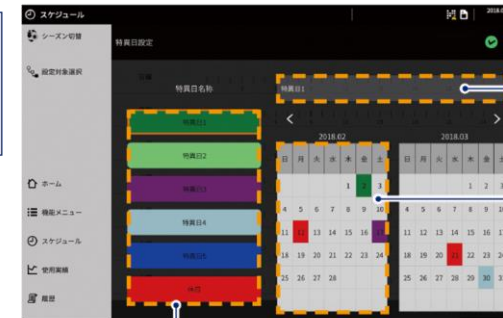 スケジュール
2018.0
シーズン切替
特異日設定
設定対象選択
特異日名称
特異日1
特異日1
2018.02
2018.03
日 月 火 水 木 金 土
日 月 火 水 木 金
特異日2
1 2 3
1 2
特異日3
4 5 6 7 8 9 10
4 5 6 7 8 9
ホーム
特異日4
11 12 13 14 15 16 17
11 12 13 14 15 16
機能メニュー
スケジュール
特異日5
18 19 20 21 22 23 24
18 19 20 21 22 23
使用実績
25 26 27 28
25 26 27 28 29 30
休日
履歴